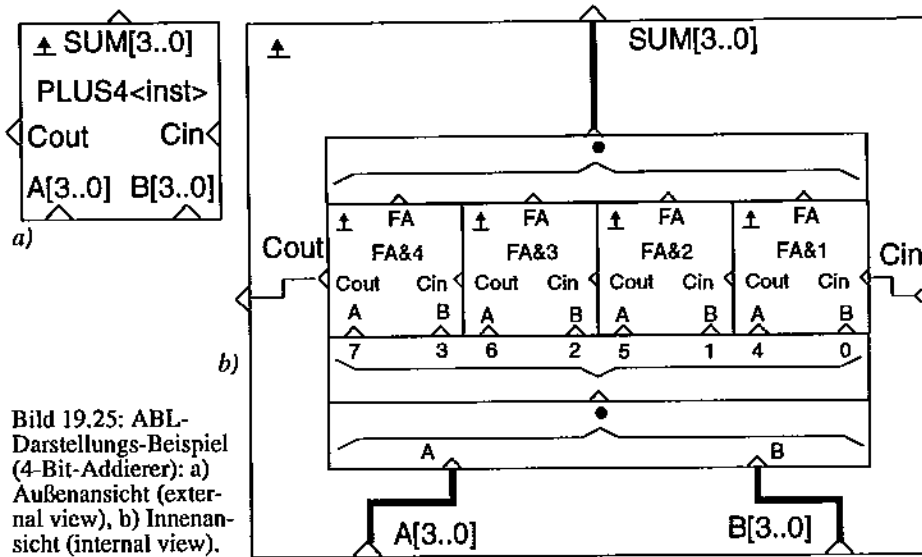 SUM[3..0]
PLUS4<inst>
Cout Cin
A[3..0] B[3..0]
a)
SUM[3..0]
FA FA FA FA
FA&4 FA&3 FA&2 FA&1
Cout Cin
Cout Cin Cout Cin Cout Cin Cout Cin
A B A B A B A B
7 3 6 2 5 1 4 0
b)
A B
A[3..0] B[3..0]
Bild 19.25: ABL-
Darstellungs-Beispiel
(4-Bit-Addierer): a)
Außenansicht (exter-
nal view), b) Innenan-
sicht (internal view).